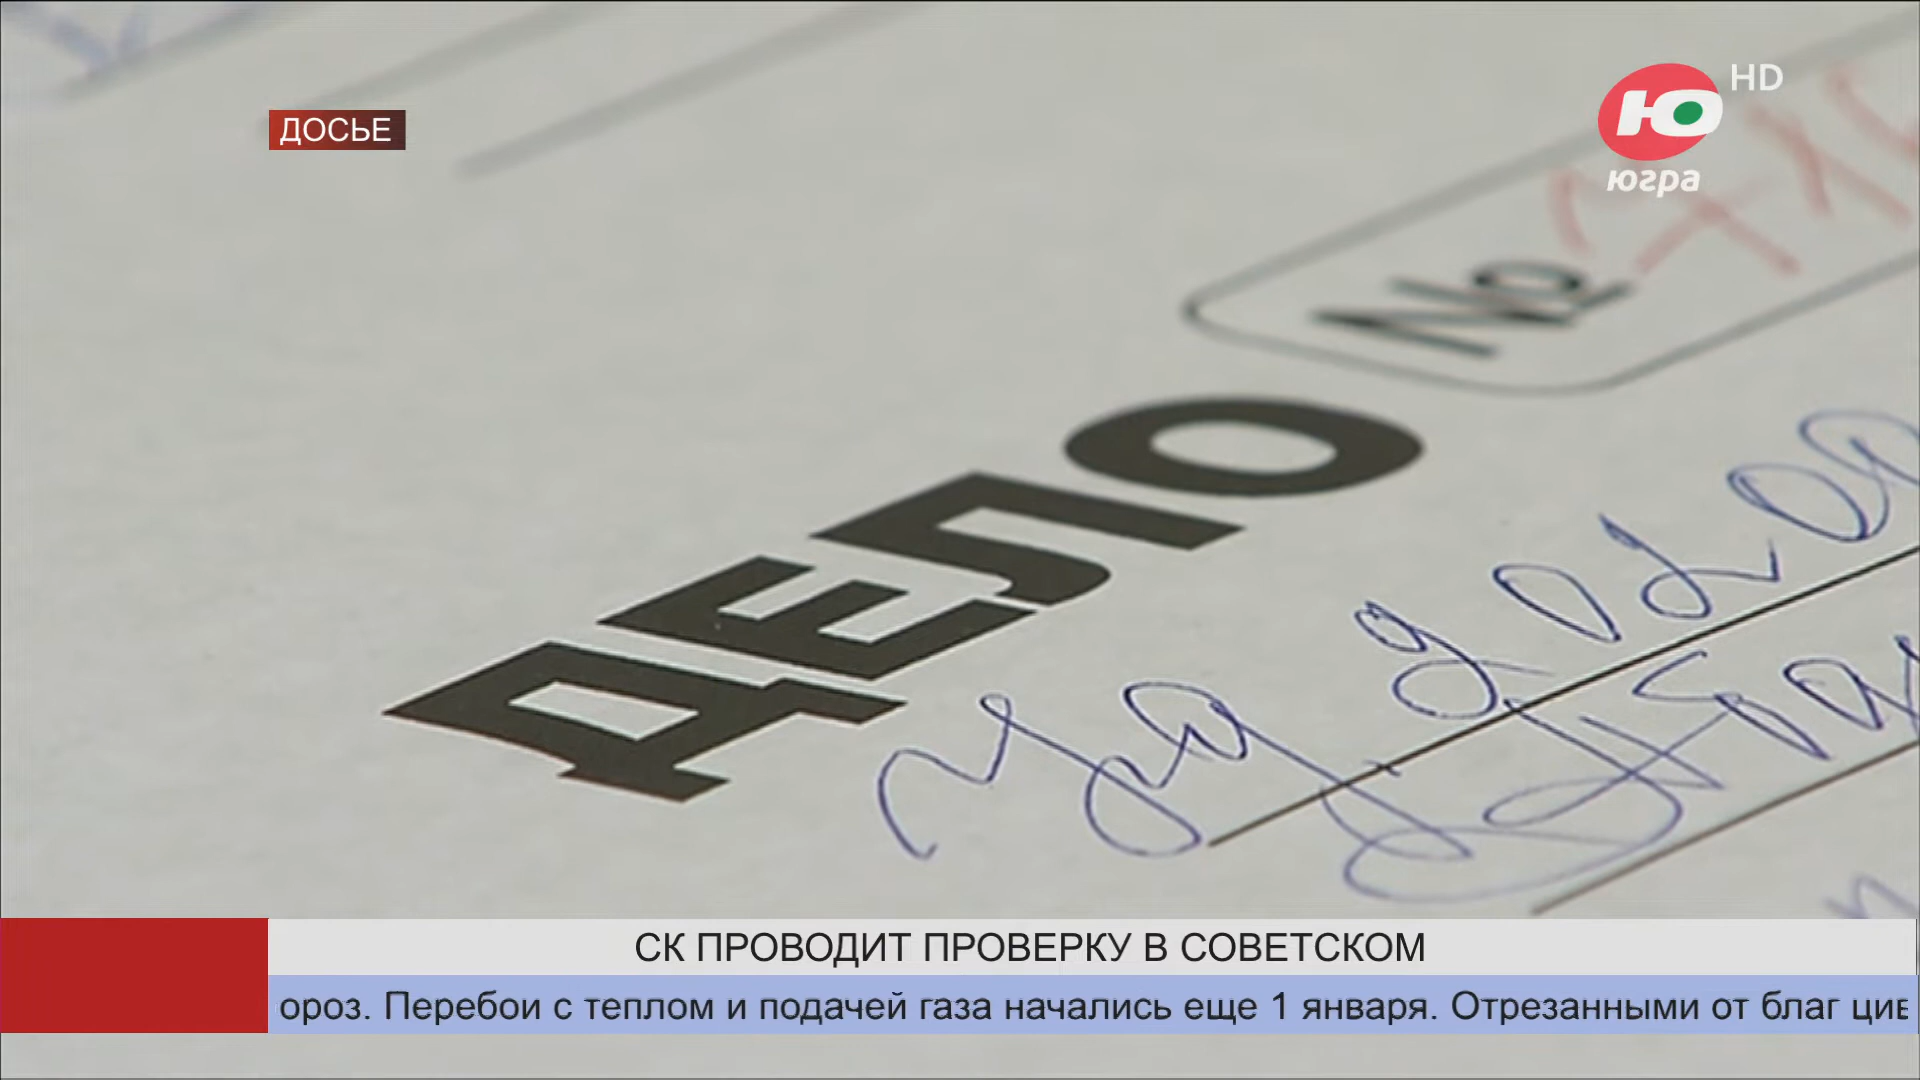 HD
ДОСЬЕ
Ю
югра
№
ДЕЛО
СК ПРОВОДИТ ПРОВЕРКУ В СОВЕТСКОМ
ороз. Перебои с теплом и подачей газа начались еще 1 января. Отрезанными от благ цив